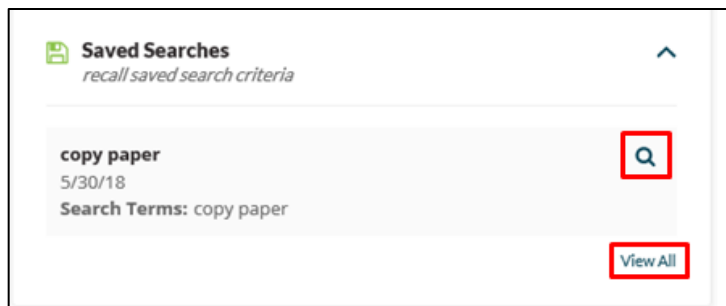 Saved Searches
recall saved search criteria
copy paper
5/30/18
Search Terms: copy paper
View All